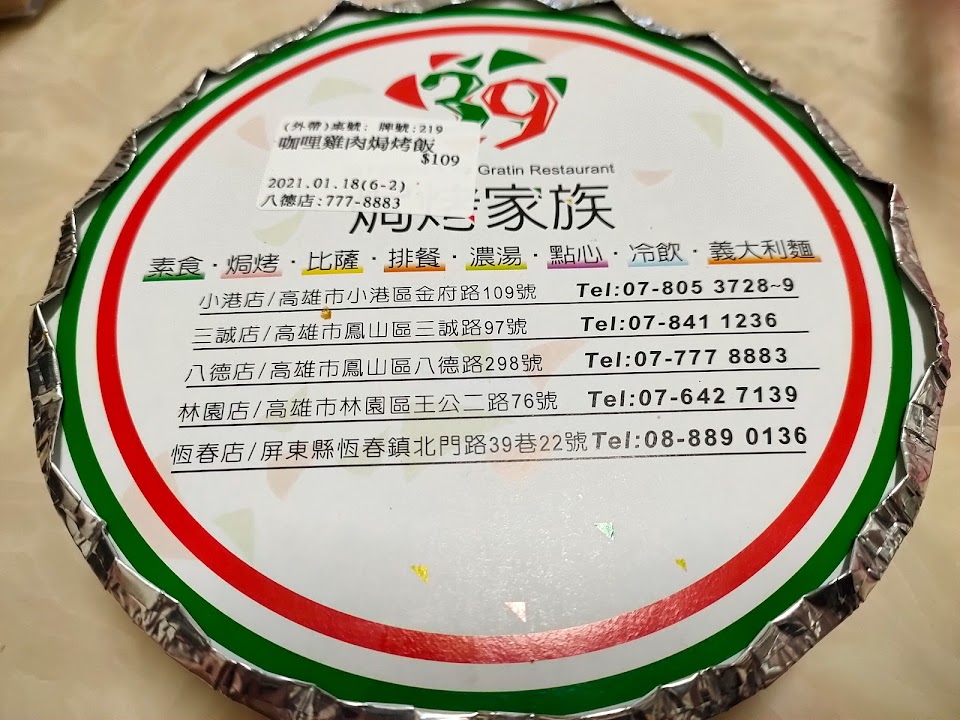 39
(外帶)桌號: 牌號:219
咖哩雞肉焗烤飯
$109
2021.01.18(6-2)
八德店:777-8883
Gratin Restaurant
焗烤家族
素食·焗烤·比薩·排餐·濃湯·點心·冷飲·義大利麵
小港店/高雄市小港區金府路109號 Tel:07-805 3728~9
三誠店/高雄市鳳山區三誠路97號 Tel:07-841 1236
八德店/高雄市鳳山區八德路298號 Tel:07-777 8883
林園店/高雄市林園區王公二路76號 Tel:07-642 7139
恆春店/屏東縣恆春鎮北門路39巷22號Tel:08-889 0136